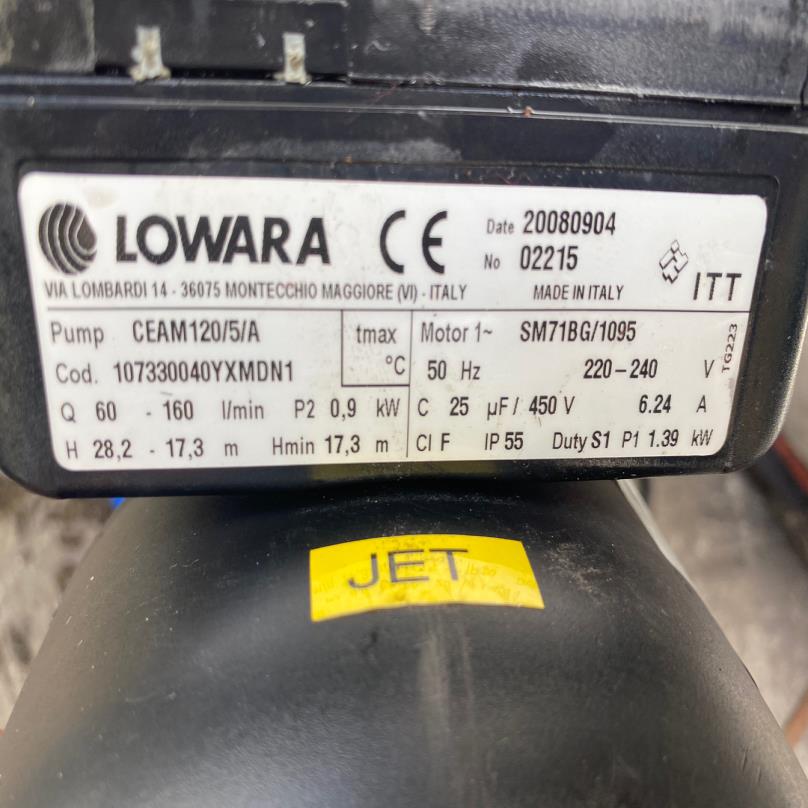 LOWARA CE Date 20080904
No 02215
ITT
VIA LOMBARDI 14 - 36075 MONTECCHIO MAGGIORE (VI) - ITALY MADE IN ITALY
Pump CEAM120/5/A tmax Motor 1~ SM71BG/1095
Cod. 107330040YXMDN1 °C 50 Hz 220-240 V
TG223
Q 60 - 160 l/min P2 0,9 kW C 25 µF/ 450 V 6.24 A
H 28,2 - 17,3 m Hmin 17,3 m Cl F IP 55 Duty S1 P1 1.39 kW
JET